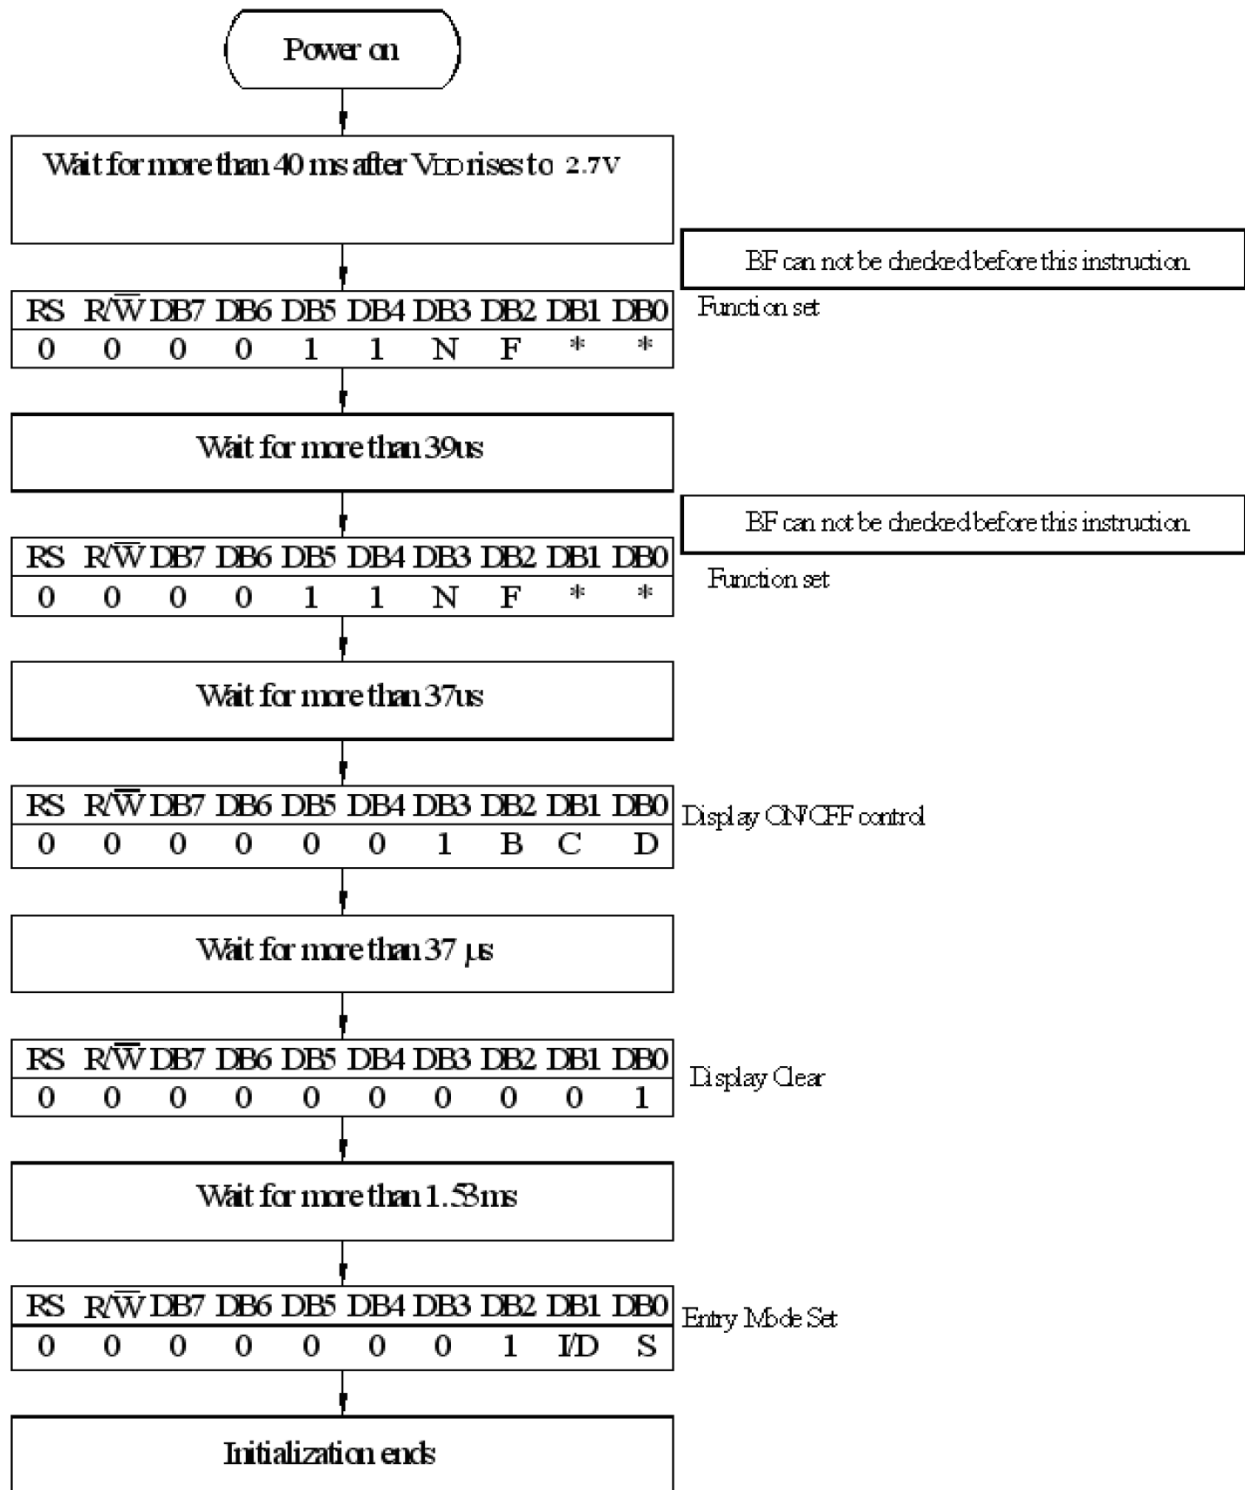 Power on
Wait for more than 40 ms after VDD rises to 2.7V
BF can not be checked before this instruction.
RS R/W̅ DB7 DB6 DB5 DB4 DB3 DB2 DB1 DB0
Function set
0 0 0 0 1 1 N F * *
Wait for more than 39us
BF can not be checked before this instruction.
RS R/W̅ DB7 DB6 DB5 DB4 DB3 DB2 DB1 DB0
Function set
0 0 0 0 1 1 N F * *
Wait for more than 37us
RS R/W̅ DB7 DB6 DB5 DB4 DB3 DB2 DB1 DB0
Display ON/OFF control
0 0 0 0 0 0 1 B C D
Wait for more than 37 μs
RS R/W̅ DB7 DB6 DB5 DB4 DB3 DB2 DB1 DB0
Display Clear
0 0 0 0 0 0 0 0 0 1
Wait for more than 1.53ms
RS R/W̅ DB7 DB6 DB5 DB4 DB3 DB2 DB1 DB0
Entry Mode Set
0 0 0 0 0 0 0 1 I/D S
Initialization ends